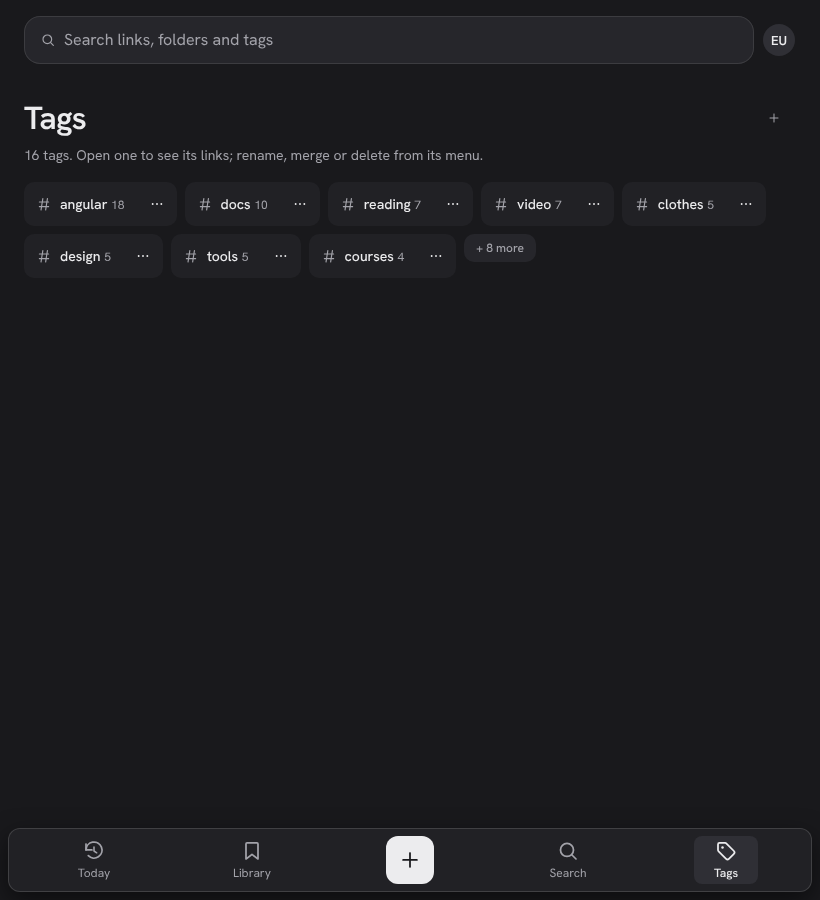 Search links, folders and tags
EU
Tags
+
16 tags. Open one to see its links; rename, merge or delete from its menu.
# angular 18 ··· # docs 10 ··· # reading 7 ··· # video 7 ··· # clothes 5 ···
# design 5 ··· # tools 5 ··· # courses 4 ··· + 8 more
Today Library + Search Tags